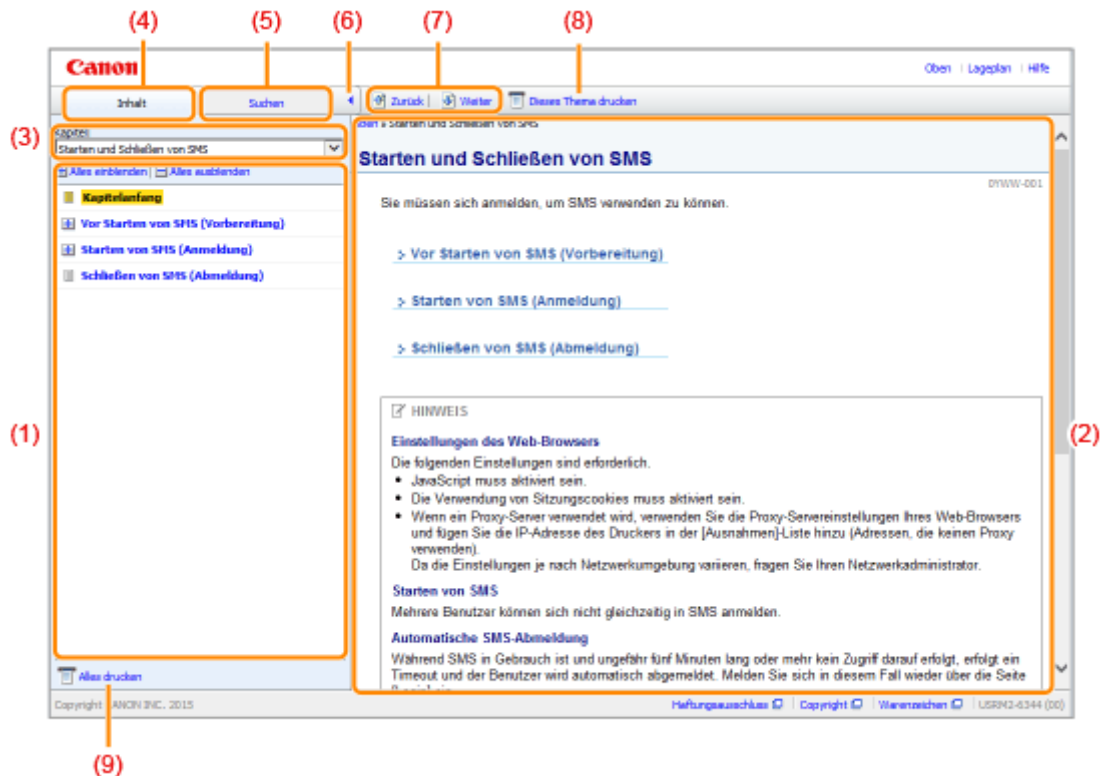 (4) (5) (6) (7) (8)
Canon
Oben | Lageplan | Hilfe
Inhalt Suchen Zurück | Weiter Dieses Thema drucken
(3)
Kapitel:
Starten und Schließen von SMS
Alles einblenden | Alles ausblenden
Kapitelanfang
Vor Starten von SMS (Vorbereitung)
Starten von SMS (Anmeldung)
Schließen von SMS (Abmeldung)
(1)
Alles drucken
» Starten und Schließen von SMS
Starten und Schließen von SMS
0YWW-001
Sie müssen sich anmelden, um SMS verwenden zu können.
Vor Starten von SMS (Vorbereitung)
Starten von SMS (Anmeldung)
Schließen von SMS (Abmeldung)
HINWEIS
Einstellungen des Web-Browsers
Die folgenden Einstellungen sind erforderlich.
• JavaScript muss aktiviert sein.
• Die Verwendung von Sitzungscookies muss aktiviert sein.
• Wenn ein Proxy-Server verwendet wird, verwenden Sie die Proxy-Servereinstellungen Ihres Web-Browsers
und fügen Sie die IP-Adresse des Druckers in der [Ausnahmen]-Liste hinzu (Adressen, die keinen Proxy
verwenden).
Da die Einstellungen je nach Netzwerkumgebung variieren, fragen Sie Ihren Netzwerkadministrator.
Starten von SMS
Mehrere Benutzer können sich nicht gleichzeitig in SMS anmelden.
Automatische SMS-Abmeldung
Während SMS in Gebrauch ist und ungefähr fünf Minuten lang oder mehr kein Zugriff darauf erfolgt, erfolgt ein
Timeout und der Benutzer wird automatisch abgemeldet. Melden Sie sich in diesem Fall wieder über die Seite
(2)
Copyright CANON INC. 2015
Haftungsausschluss | Copyright | Warenzeichen | USRM2-6344 (00)
(9)